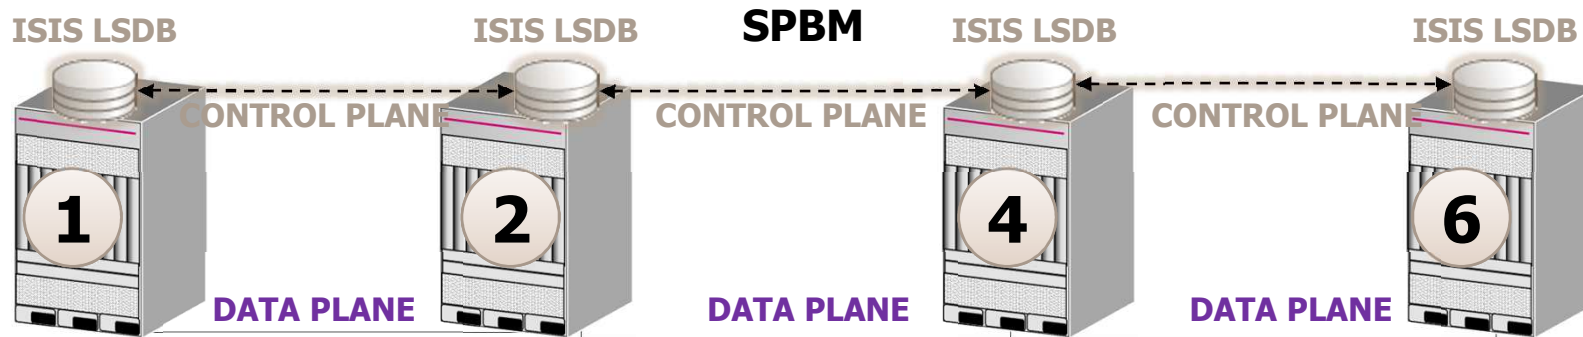 SPBM
ISIS LSDB ISIS LSDB ISIS LSDB ISIS LSDB
CONTROL PLANE CONTROL PLANE CONTROL PLANE
1 2 4 6
DATA PLANE DATA PLANE DATA PLANE